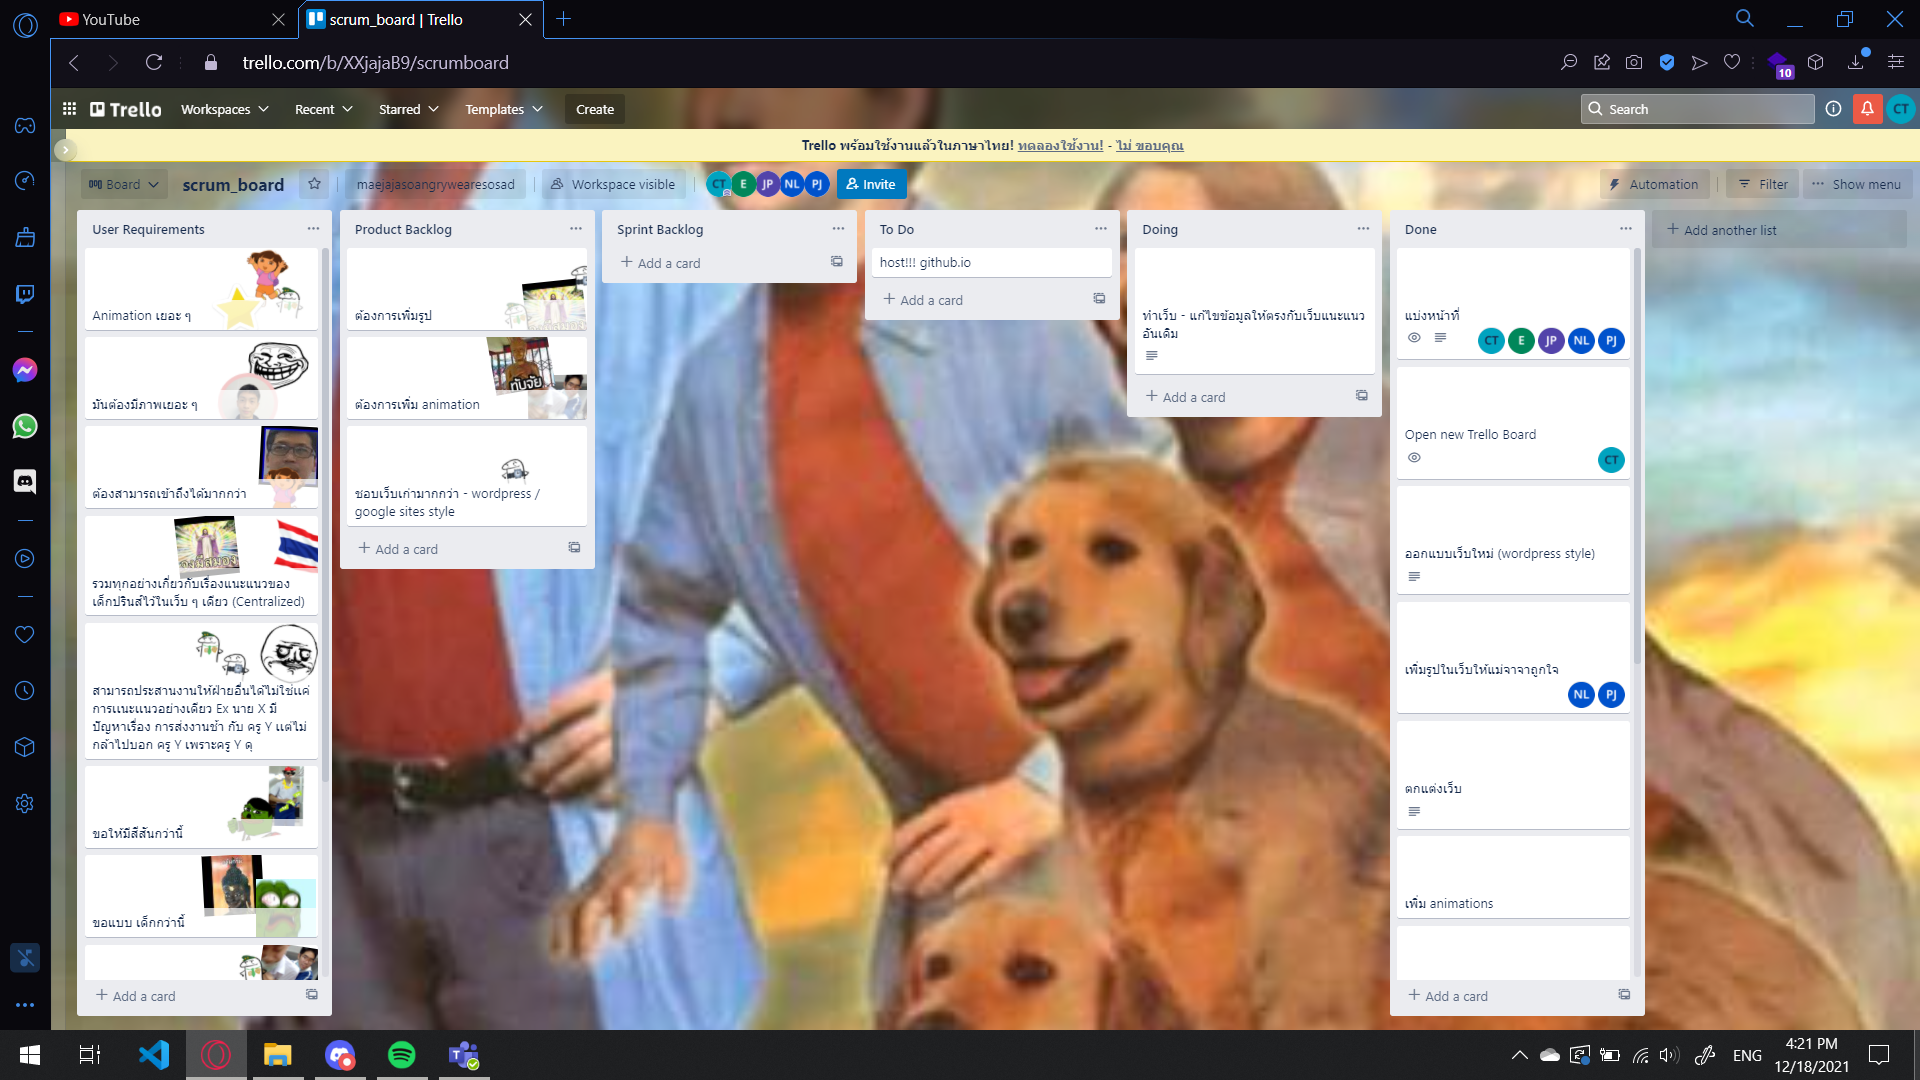 YouTube
scrum_board | Trello
trello.com/b/XXjajaB9/scrumboard
10
Trello
Workspaces
Recent
Starred
Templates
Create
Search
CT
Trello พร้อมใช้งานแล้วในภาษาไทย! ทดลองใช้งาน! - ไม่ ขอบคุณ
Board
scrum_board
maejajasoangrywearesosad
Workspace visible
CT E JP NL PJ
Invite
Automation
Filter
Show menu
User Requirements
Animation เยอะ ๆ
มันต้องมีภาพเยอะ ๆ
ต้องสามารถเข้าถึงได้มากกว่า
รวมทุกอย่างเกี่ยวกับเรื่องแนะแนวของ
เด็กปรินส์ไว้ในเว็บ ๆ เดียว (Centralized)
สามารถประสานงานให้ฝ่ายอื่นได้ไม่ใช่แค่
การแนะแนวอย่างเดียว Ex นาย X มี
ปัญหาเรื่อง การส่งงานช้า กับ ครู Y แต่ไม่
กล้าไปบอก ครู Y เพราะครู Y ดุ
ขอให้มีสีสันกว่านี้
ขอแบบ เด็กกว่านี้
Add a card
Product Backlog
ต้องการเพิ่มรูป
ทับจัย
ต้องการเพิ่ม animation
ชอบเว็บเก่ามากกว่า - wordpress /
google sites style
Add a card
Sprint Backlog
Add a card
To Do
host!!! github.io
Add a card
Doing
ทำเว็บ - แก้ไขข้อมูลให้ตรงกับเว็บแนะแนว
อันเดิม
Add a card
Done
แบ่งหน้าที่
CT E JP NL PJ
Open new Trello Board
CT
ออกแบบเว็บใหม่ (wordpress style)
เพิ่มรูปในเว็บให้แม่จาจาถูกใจ
NL PJ
ตกแต่งเว็บ
เพิ่ม animations
Add a card
Add another list
ENG
4:21 PM
12/18/2021